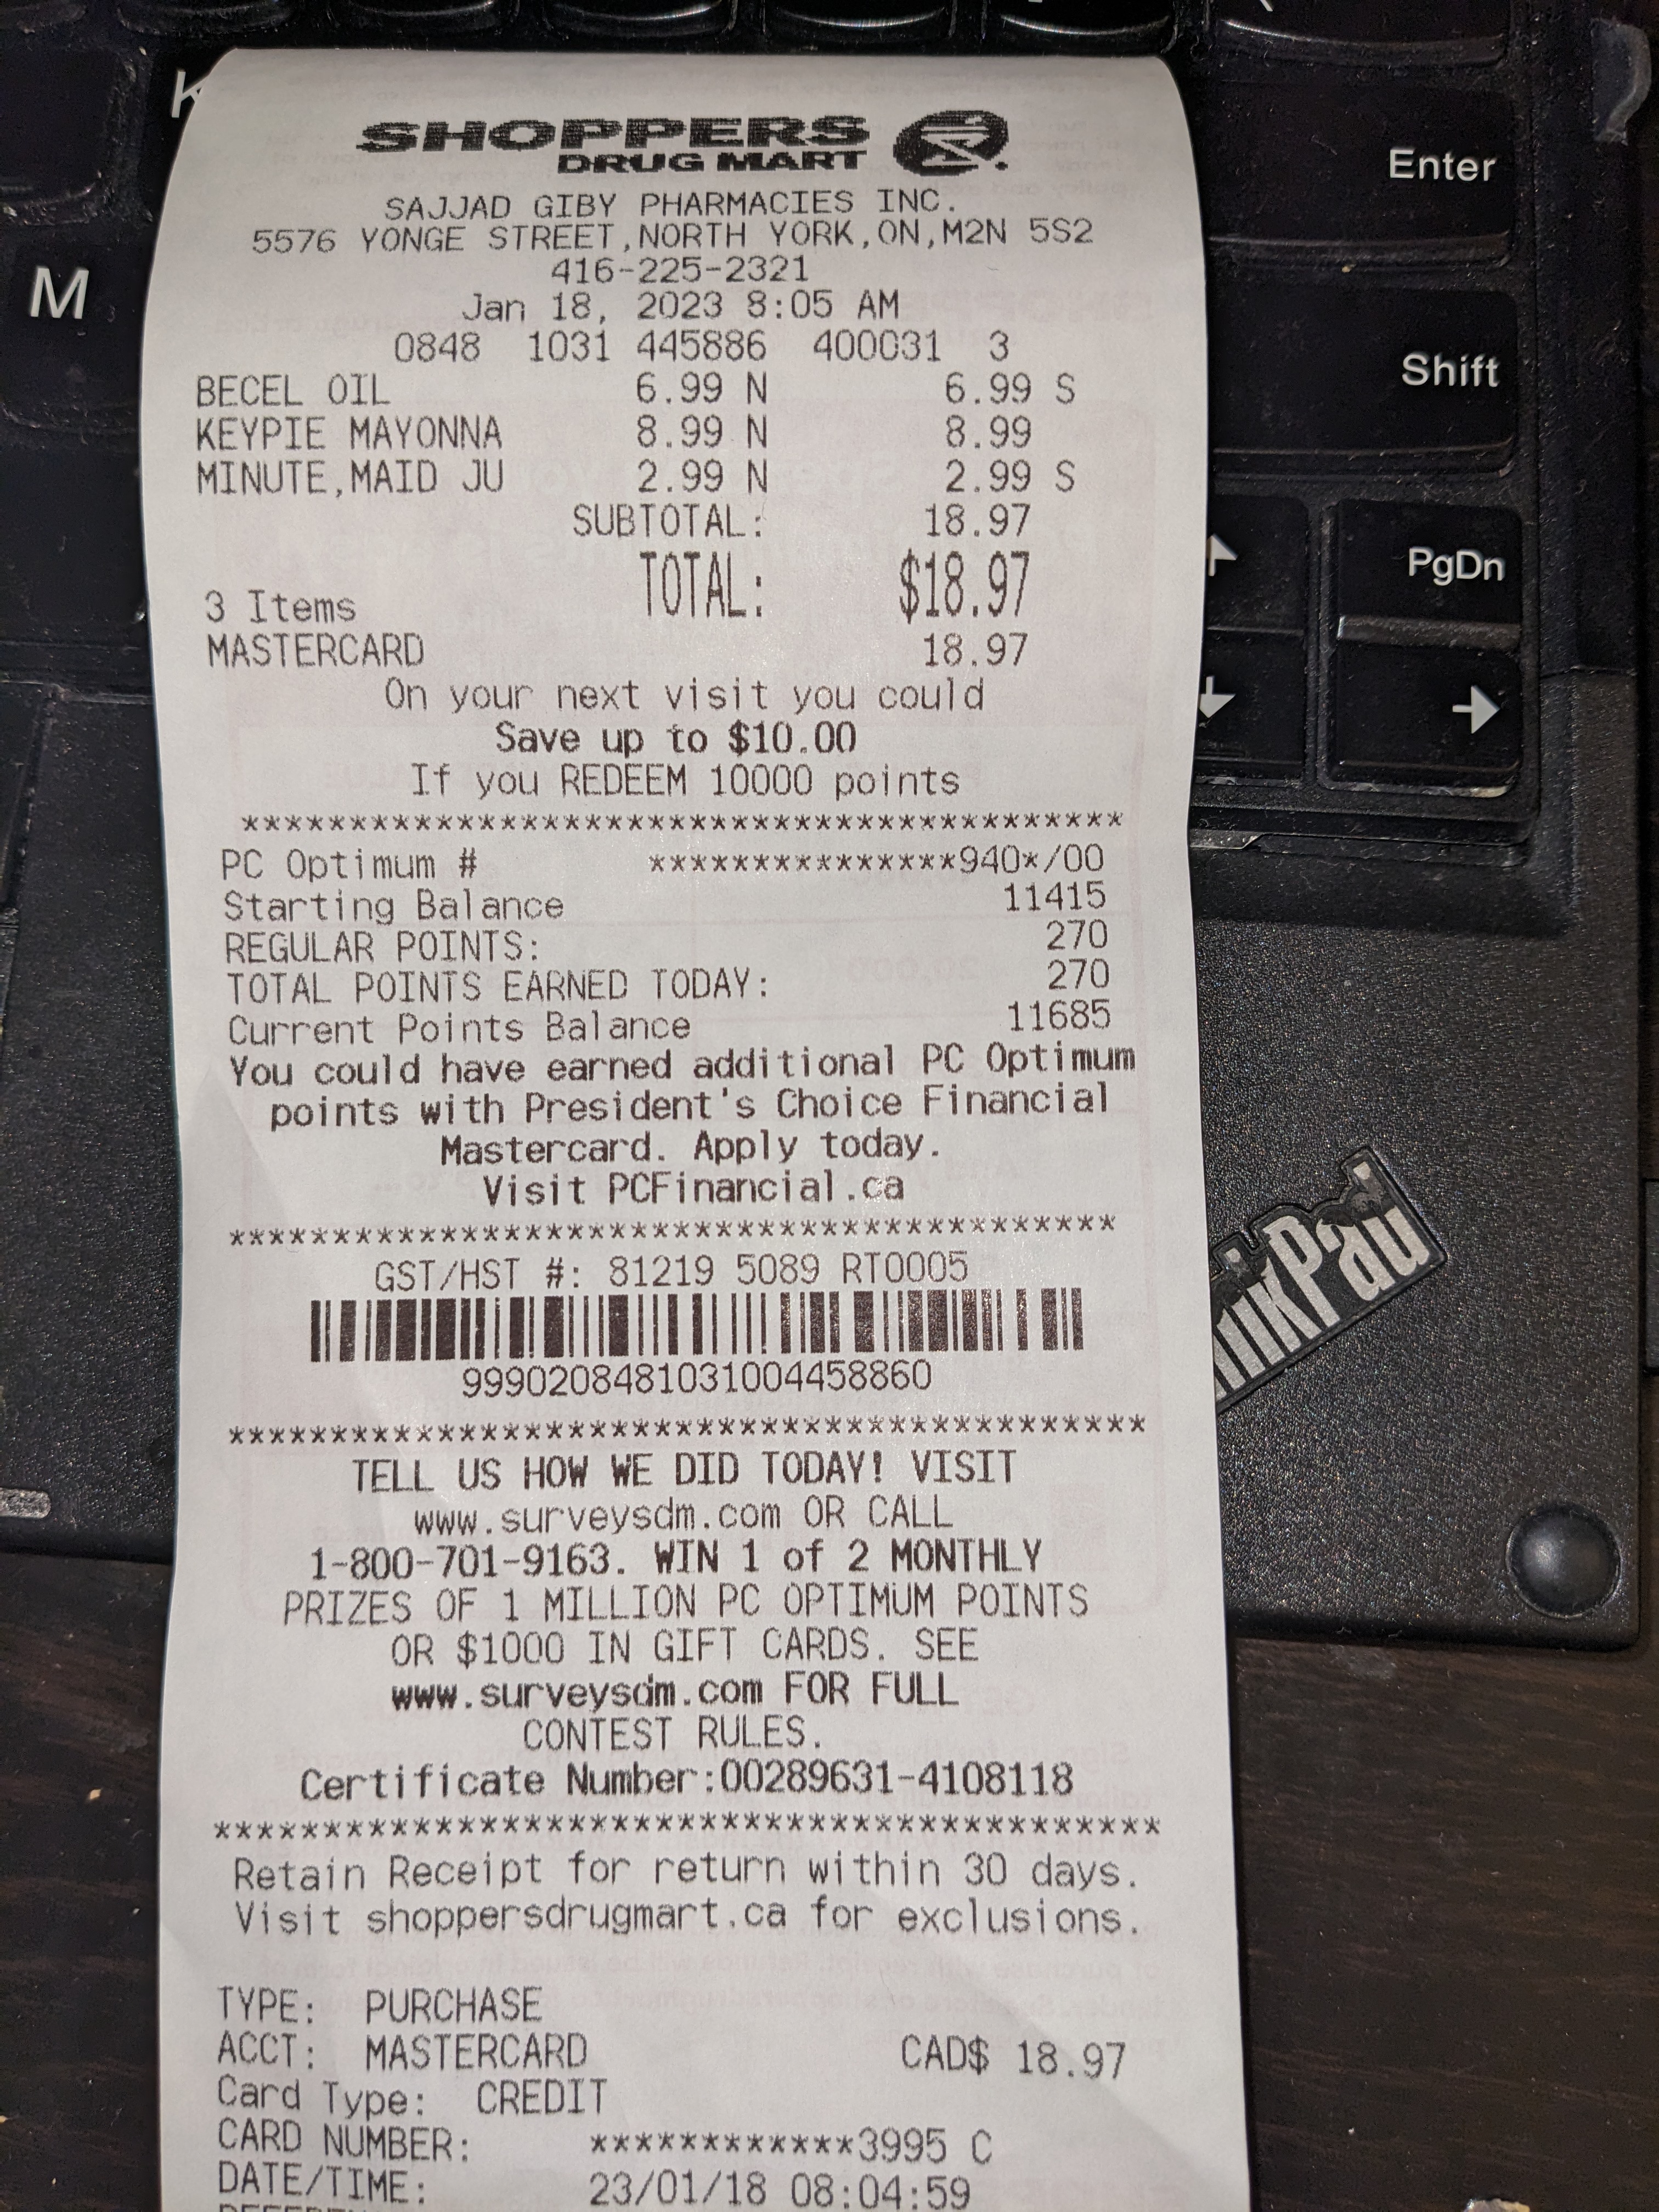 SHOPPERS
DRUG MART
SAJJAD GIBY PHARMACIES INC.
5576 YONGE STREET,NORTH YORK,ON,M2N 5S2
416-225-2321
Jan 18, 2023 8:05 AM
0848 1031 445886 400031 3
BECEL OIL 6.99 N 6.99 S
KEYPIE MAYONNA 8.99 N 8.99
MINUTE,MAID JU 2.99 N 2.99 S
SUBTOTAL: 18.97
TOTAL: $18.97
3 Items
MASTERCARD 18.97
On your next visit you could
Save up to $10.00
If you REDEEM 10000 points
*****************************************
PC Optimum # ***************940*/00
Starting Balance 11415
REGULAR POINTS: 270
TOTAL POINTS EARNED TODAY: 270
Current Points Balance 11685
You could have earned additional PC Optimum
points with President's Choice Financial
Mastercard. Apply today.
Visit PCFinancial.ca
*****************************************
GST/HST #: 81219 5089 RT0005
9990208481031004458860
*****************************************
TELL US HOW WE DID TODAY! VISIT
www.surveysdm.com OR CALL
1-800-701-9163. WIN 1 of 2 MONTHLY
PRIZES OF 1 MILLION PC OPTIMUM POINTS
OR $1000 IN GIFT CARDS. SEE
www.surveysdm.com FOR FULL
CONTEST RULES.
Certificate Number:00289631-4108118
*****************************************
Retain Receipt for return within 30 days.
Visit shoppersdrugmart.ca for exclusions.
TYPE: PURCHASE
ACCT: MASTERCARD CAD$ 18.97
Card Type: CREDIT
CARD NUMBER: ************3995 C
DATE/TIME: 23/01/18 08:04:59
K
M
Enter
Shift
PgDn